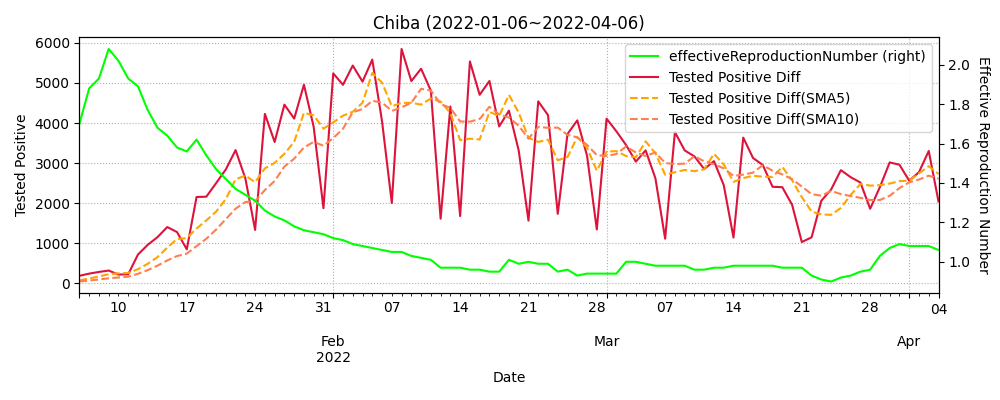 Chiba (2022-01-06~2022-04-06)
effectiveReproductionNumber (right)
Tested Positive Diff
Tested Positive Diff(SMA5)
Tested Positive Diff(SMA10)
Tested Positive
6000
5000
4000
3000
2000
1000
0
2.0
1.8
1.6
1.4
1.2
1.0
Effective Reproduction Number
10 17 24 31 07 14 21 28 07 14 21 28 04
Feb Mar Apr
2022
Date